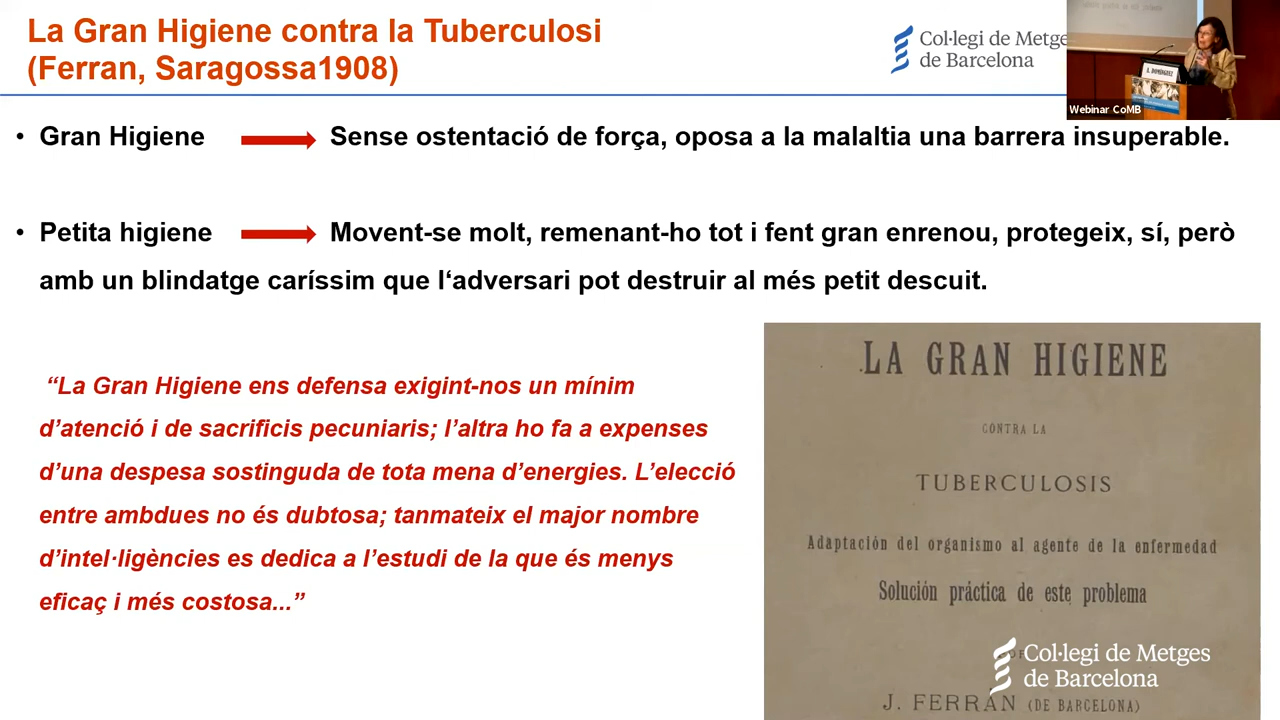 La Gran Higiene contra la Tuberculosi
(Ferran, Saragossa1908)
Col·legi de Metges
de Barcelona
A. DOMÍNGUEZ
Webinar CoMB
• Gran Higiene Sense ostentació de força, oposa a la malaltia una barrera insuperable.
• Petita higiene Movent-se molt, remenant-ho tot i fent gran enrenou, protegeix, sí, però
amb un blindatge caríssim que l‘adversari pot destruir al més petit descuit.
“La Gran Higiene ens defensa exigint-nos un mínim
d’atenció i de sacrificis pecuniaris; l’altra ho fa a expenses
d’una despesa sostinguda de tota mena d’energies. L’elecció
entre ambdues no és dubtosa; tanmateix el major nombre
d’intel·ligències es dedica a l’estudi de la que és menys
eficaç i més costosa...”
LA GRAN HIGIENE
CONTRA LA
TUBERCULOSIS
Adaptación del organismo al agente de la enfermedad
Solución práctica de este problema
Col·legi de Metges
de Barcelona
J. FERRÁN (DE BARCELONA)